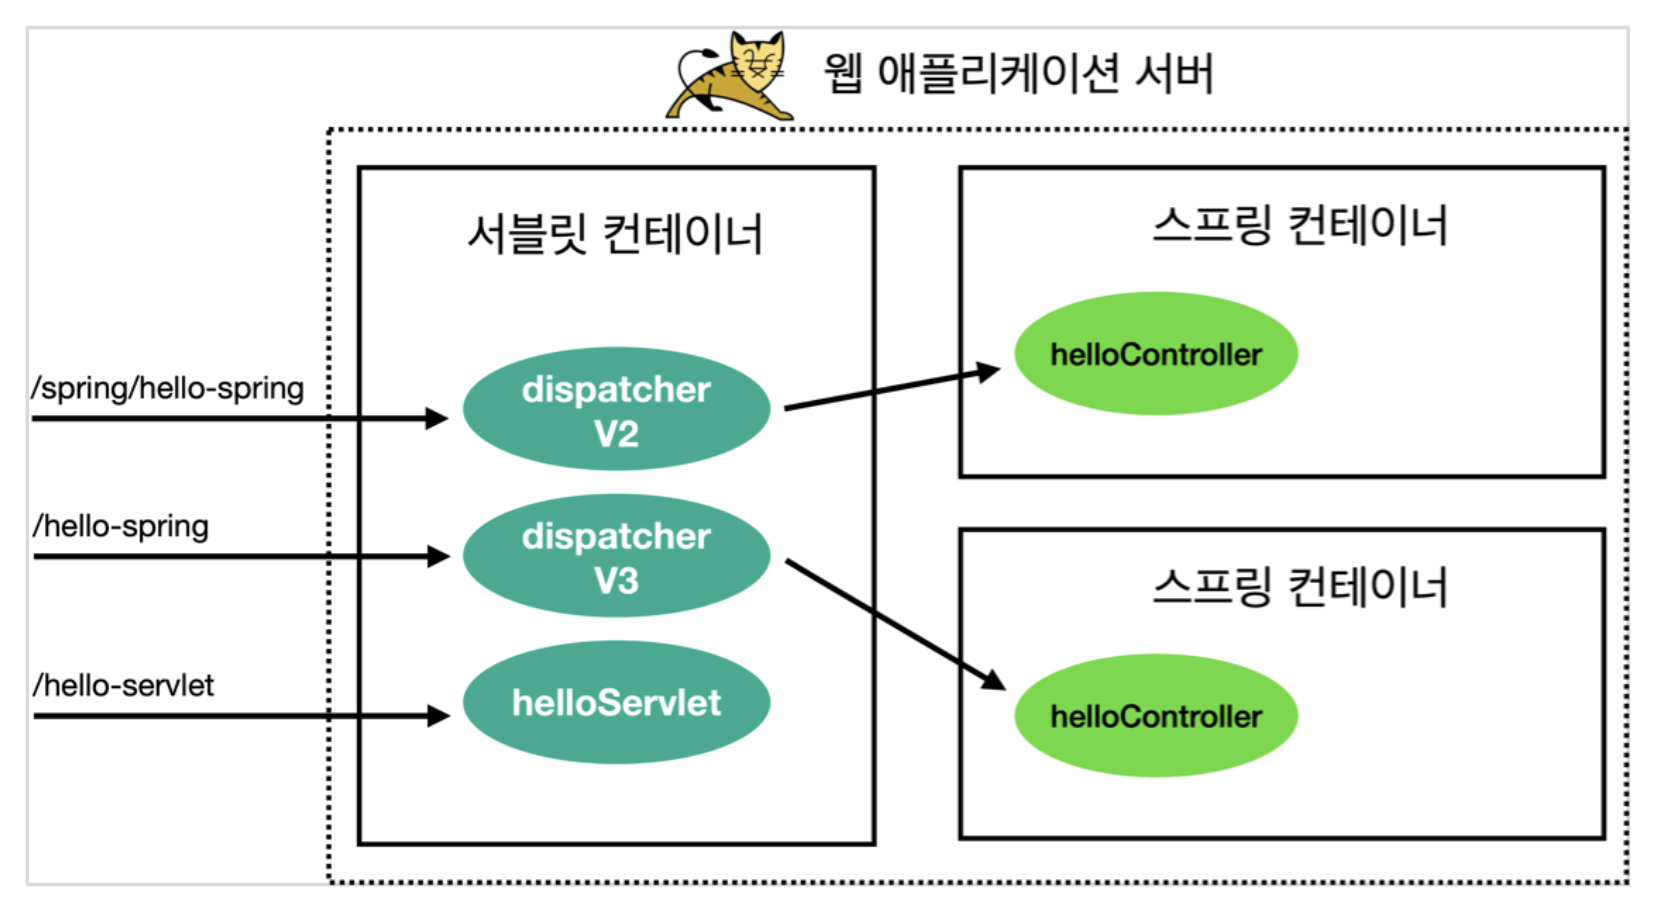 웹 애플리케이션 서버
서블릿 컨테이너
스프링 컨테이너
helloController
/spring/hello-spring
dispatcher
V2
/hello-spring
dispatcher
V3
스프링 컨테이너
/hello-servlet
helloServlet
helloController